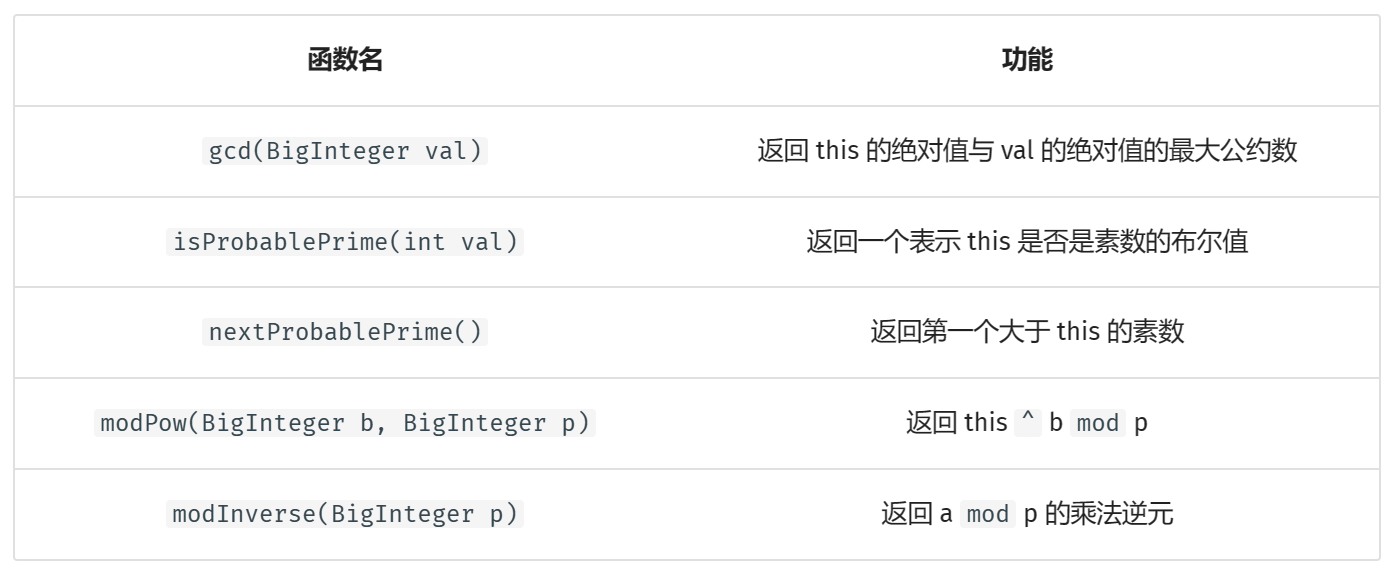 函数名 功能
gcd(BigInteger val) 返回 this 的绝对值与 val 的绝对值的最大公约数
isProbablePrime(int val) 返回一个表示 this 是否是素数的布尔值
nextProbablePrime() 返回第一个大于 this 的素数
modPow(BigInteger b, BigInteger p) 返回 this ^ b mod p
modInverse(BigInteger p) 返回 a mod p 的乘法逆元